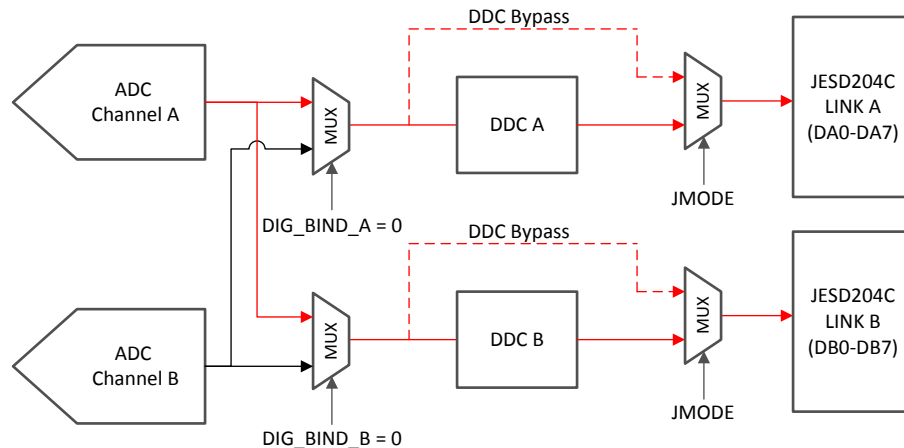 DDC Bypass
ADC
Channel A
MUX
DDC A
MUX
JESD204C
LINK A
(DA0-DA7)
DIG_BIND_A = 0
JMODE
DDC Bypass
ADC
Channel B
MUX
DDC B
MUX
JESD204C
LINK B
(DB0-DB7)
DIG_BIND_B = 0
JMODE